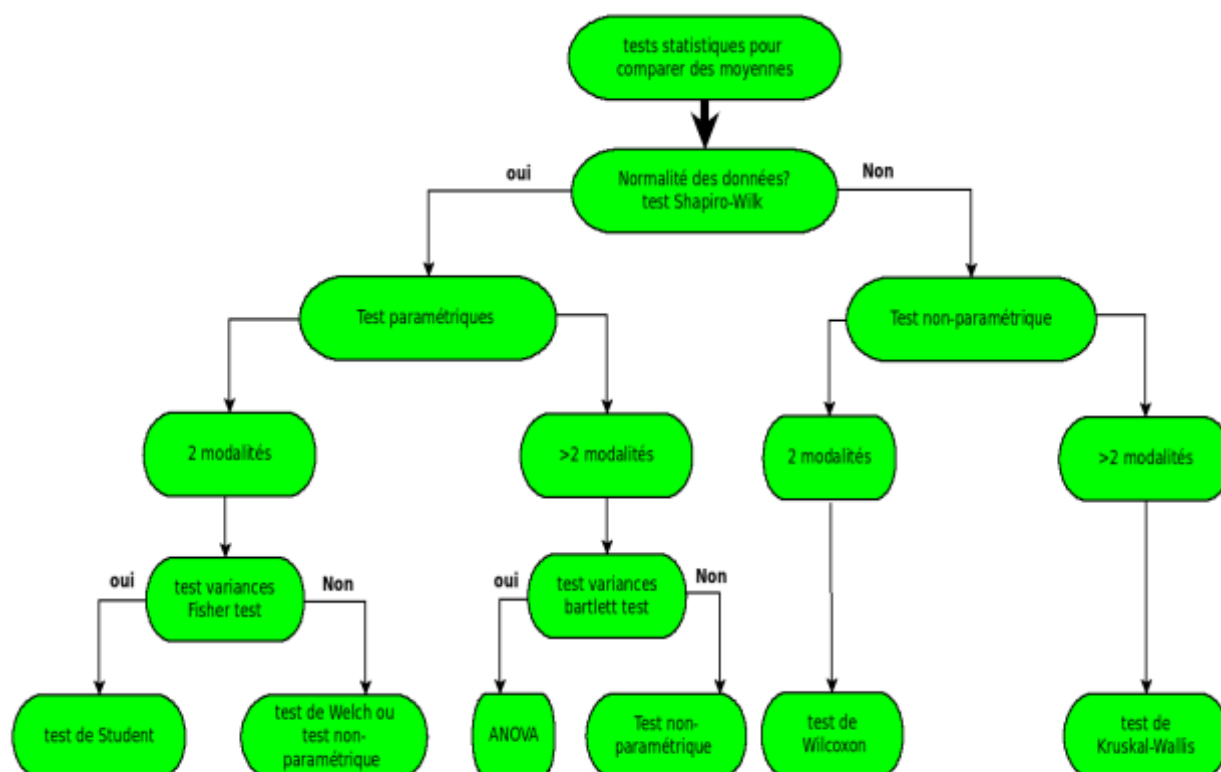 tests statistiques pour
comparer des moyennes
oui
Normalité des données?
test Shapiro-Wilk
Non
Test paramétriques
Test non-paramétrique
2 modalités
>2 modalités
2 modalités
>2 modalités
oui
test variances
Fisher test
Non
oui
test variances
bartlett test
Non
test de Student
test de Welch ou
test non-
paramétrique
ANOVA
Test non-
paramétrique
test de
Wilcoxon
test de
Kruskal-Wallis